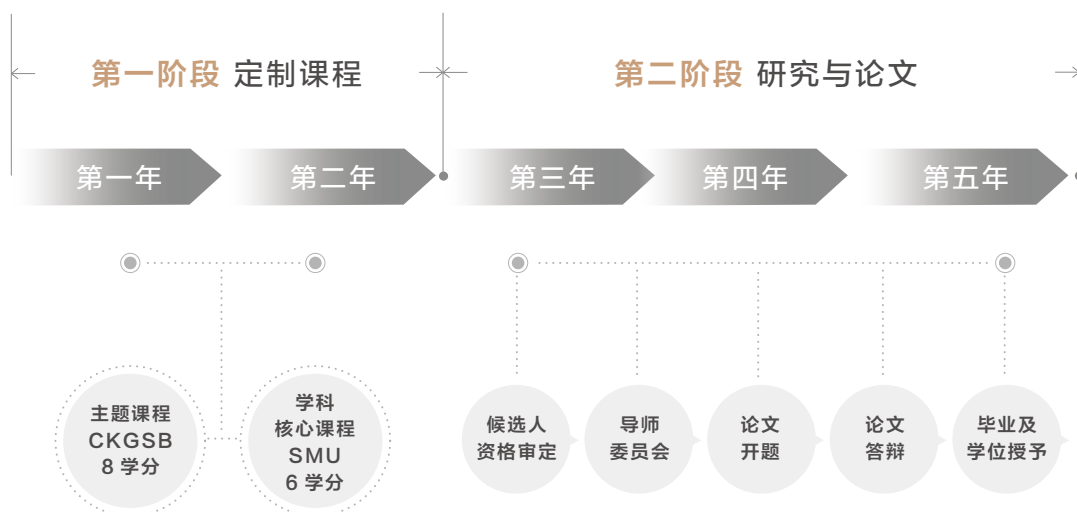 第一阶段 定制课程
第二阶段 研究与论文
第一年
第二年
第三年
第四年
第五年
主题课程
CKGSB
8 学分
学科
核心课程
SMU
6 学分
候选人
资格审定
导师
委员会
论文
开题
论文
答辩
毕业及
学位授予